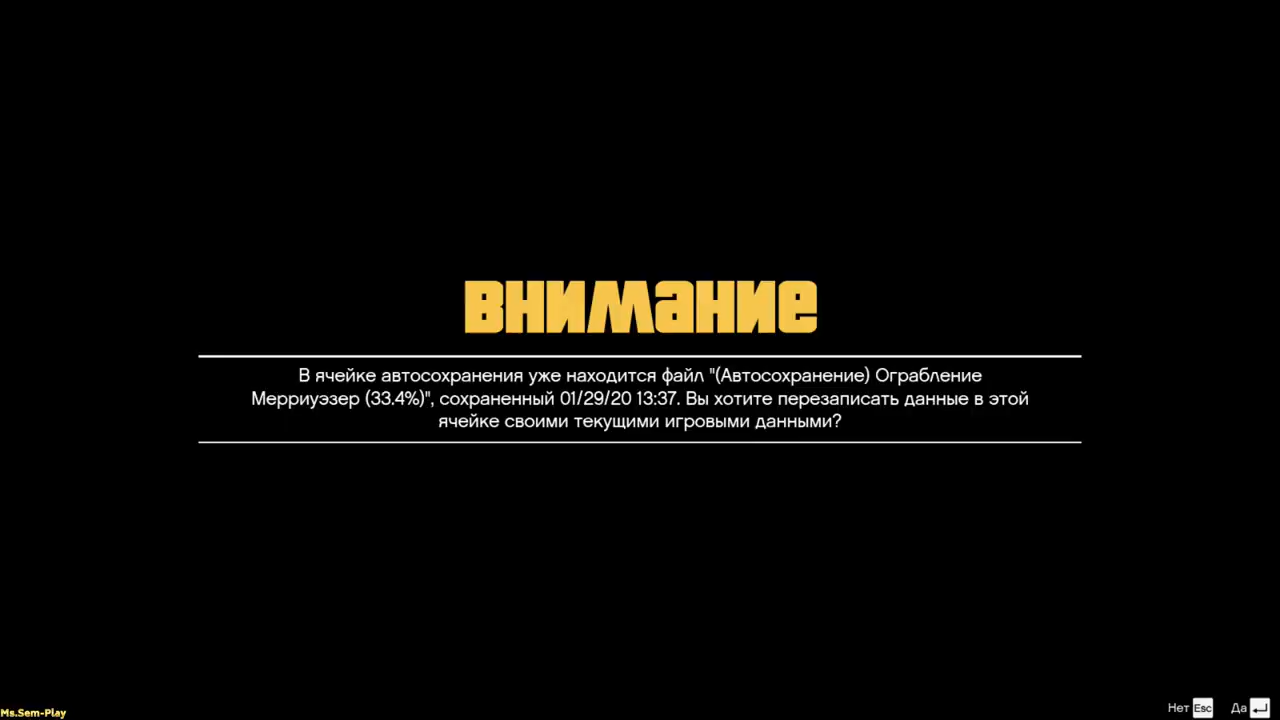 внимание
В ячейке автосохранения уже находится файл "(Автосохранение) Ограбление
Мерриуэзер (33.4%)", сохраненный 01/29/20 13:37. Вы хотите перезаписать данные в этой
ячейке своими текущими игровыми данными?
Нет Esc Да
Ms.Sem-Play